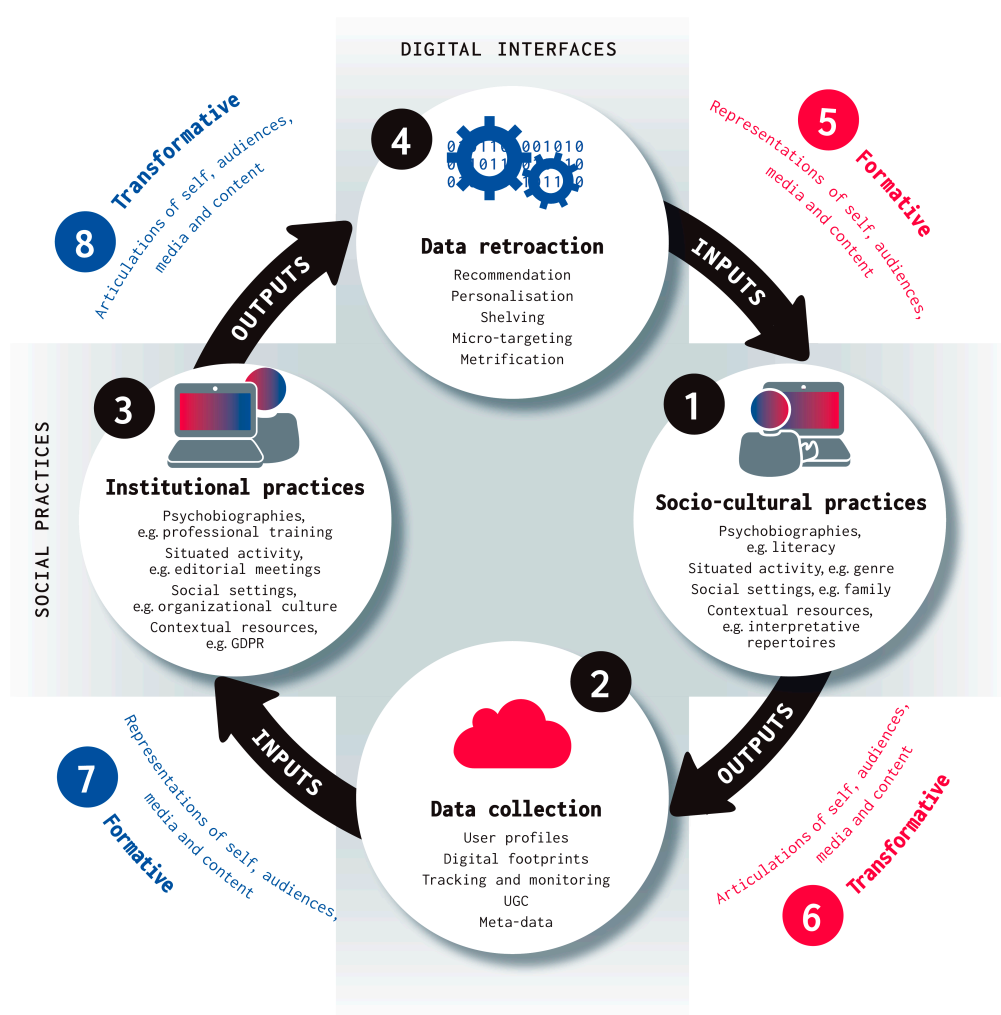 DIGITAL INTERFACES
4
Data retroaction
Recommendation
Personalisation
Shelving
Micro-targeting
Metrification
INPUTS
5
Formative
Representations of self, audiences,
media and content
SOCIAL PRACTICES
1
Socio-cultural practices
Psychobiographies,
e.g. literacy
Situated activity, e.g. genre
Social settings, e.g. family
Contextual resources,
e.g. interpretative
repertoires
OUTPUTS
6
Transformative
Articulations of self, audiences,
media and content
2
Data collection
User profiles
Digital footprints
Tracking and monitoring
UGC
Meta-data
INPUTS
7
Formative
Representations of self, audiences,
media and content
3
Institutional practices
Psychobiographies,
e.g. professional training
Situated activity,
e.g. editorial meetings
Social settings,
e.g. organizational culture
Contextual resources,
e.g. GDPR
OUTPUTS
8
Transformative
Articulations of self, audiences,
media and content